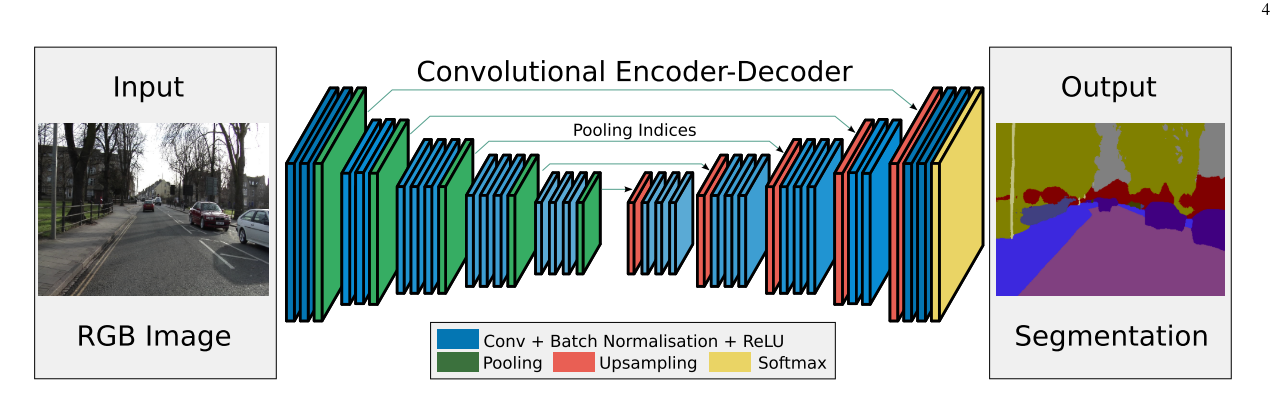 4
Input
RGB Image
Convolutional Encoder-Decoder
Pooling Indices
Conv + Batch Normalisation + ReLU
Pooling Upsampling Softmax
Output
Segmentation